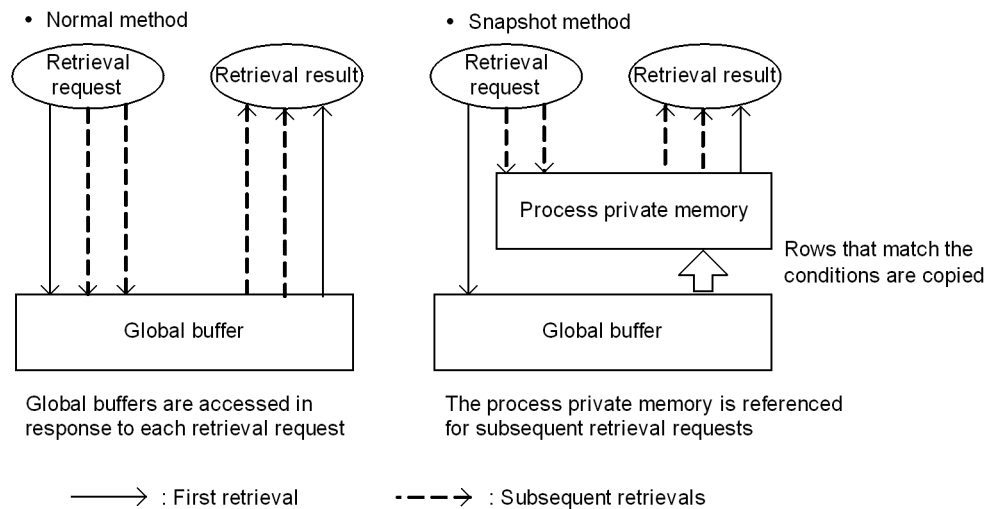 • Normal method
Retrieval
request
Retrieval result
Global buffer
Global buffers are accessed in
response to each retrieval request
• Snapshot method
Retrieval
request
Retrieval result
Process private memory
Rows that match the
conditions are copied
Global buffer
The process private memory is referenced
for subsequent retrieval requests
: First retrieval
: Subsequent retrievals